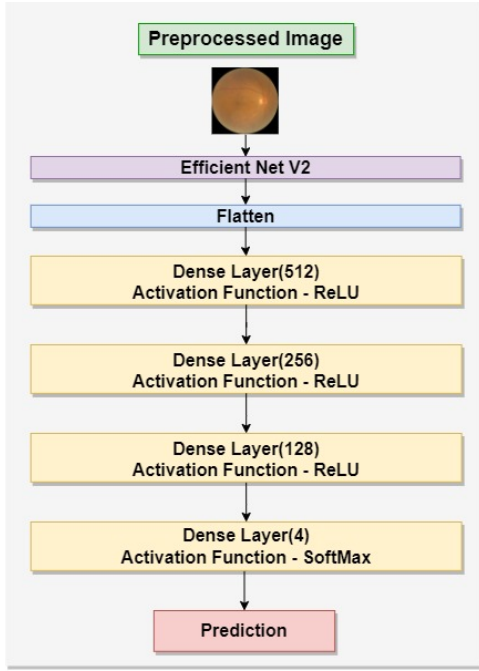 Preprocessed Image
Efficient Net V2
Flatten
Dense Layer(512)
Activation Function - ReLU
Dense Layer(256)
Activation Function - ReLU
Dense Layer(128)
Activation Function - ReLU
Dense Layer(4)
Activation Function - SoftMax
Prediction